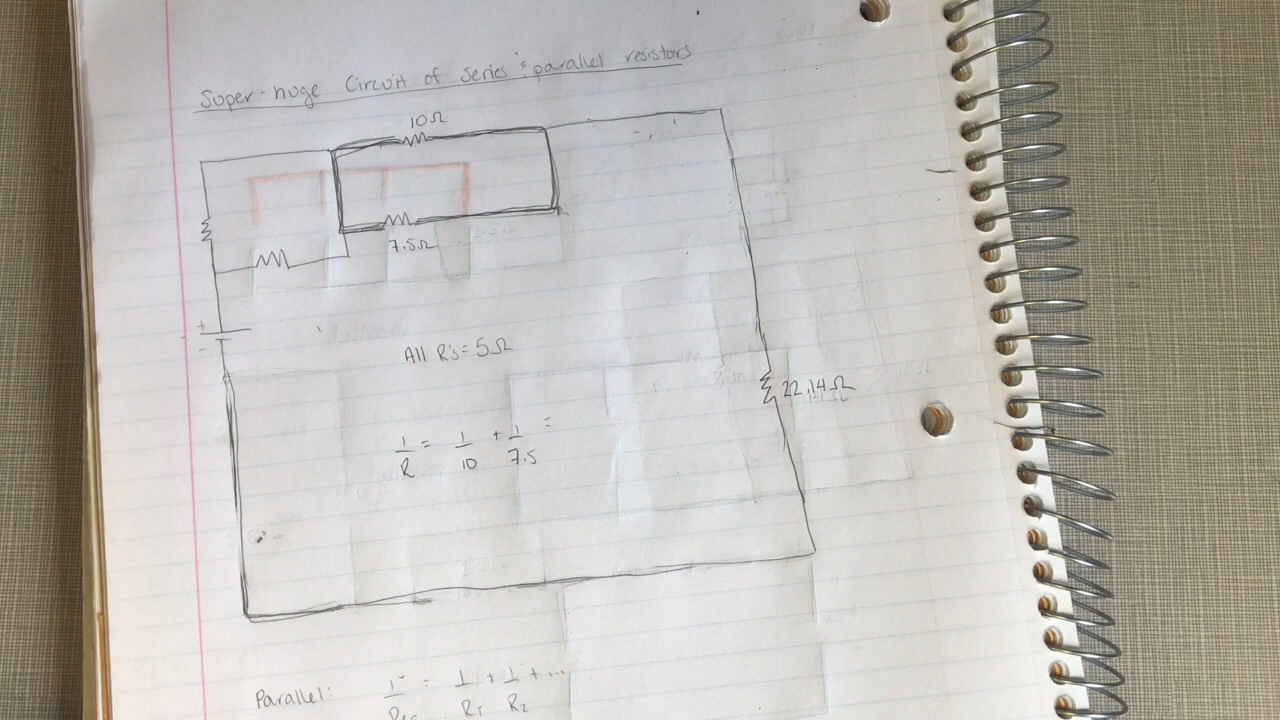 Super-huge Circuit of Series & parallel resistors
10Ω
7.5Ω
+
-
All R's = 5Ω
22.14Ω
1/R = 1/10 + 1/7.5 =
Parallel: 1/Req = 1/R1 + 1/R2 + ...